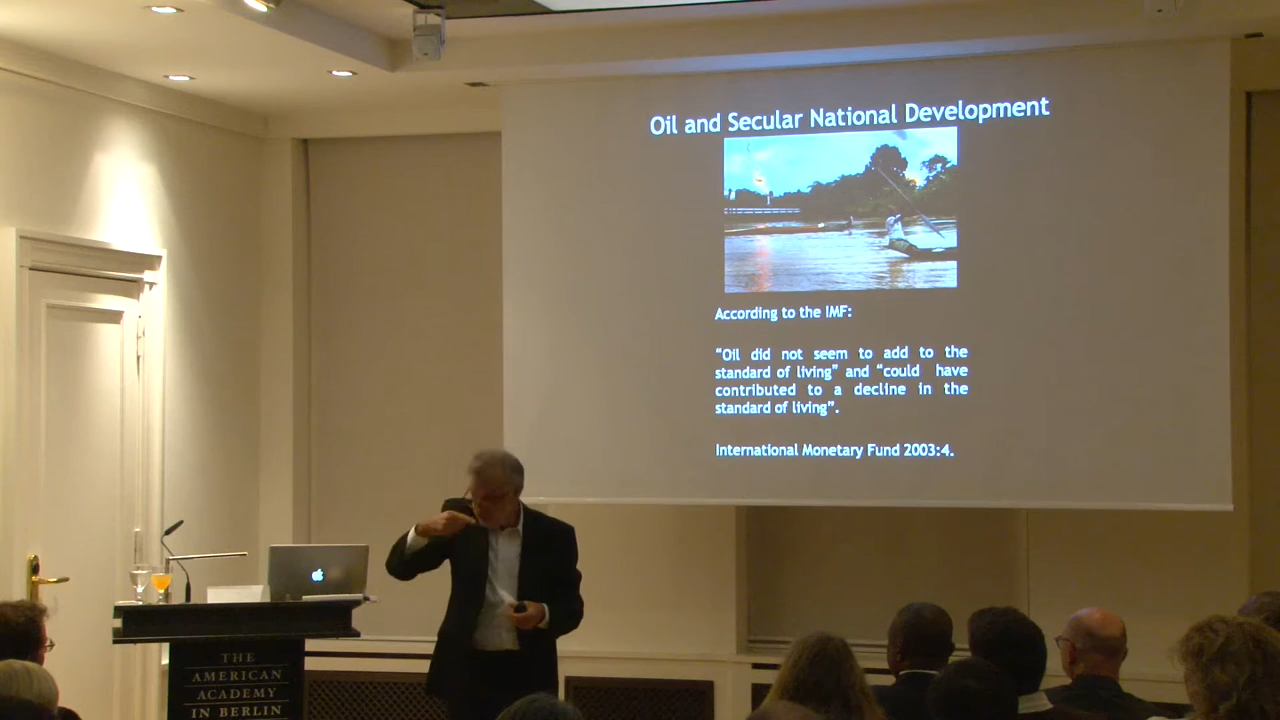 Oil and Secular National Development
According to the IMF:
“Oil did not seem to add to the
standard of living” and “could have
contributed to a decline in the
standard of living”.
International Monetary Fund 2003:4.
THE
AMERICAN
ACADEMY
IN BERLIN